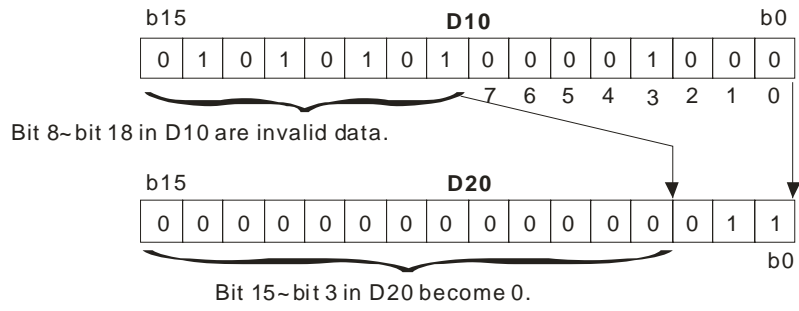 b15 D10 b0
0 1 0 1 0 1 0 1 0 0 0 0 1 0 0 0
7 6 5 4 3 2 1 0
Bit 8~bit 18 in D10 are invalid data.
b15 D20
0 0 0 0 0 0 0 0 0 0 0 0 0 0 1 1
b0
Bit 15~bit 3 in D20 become 0.